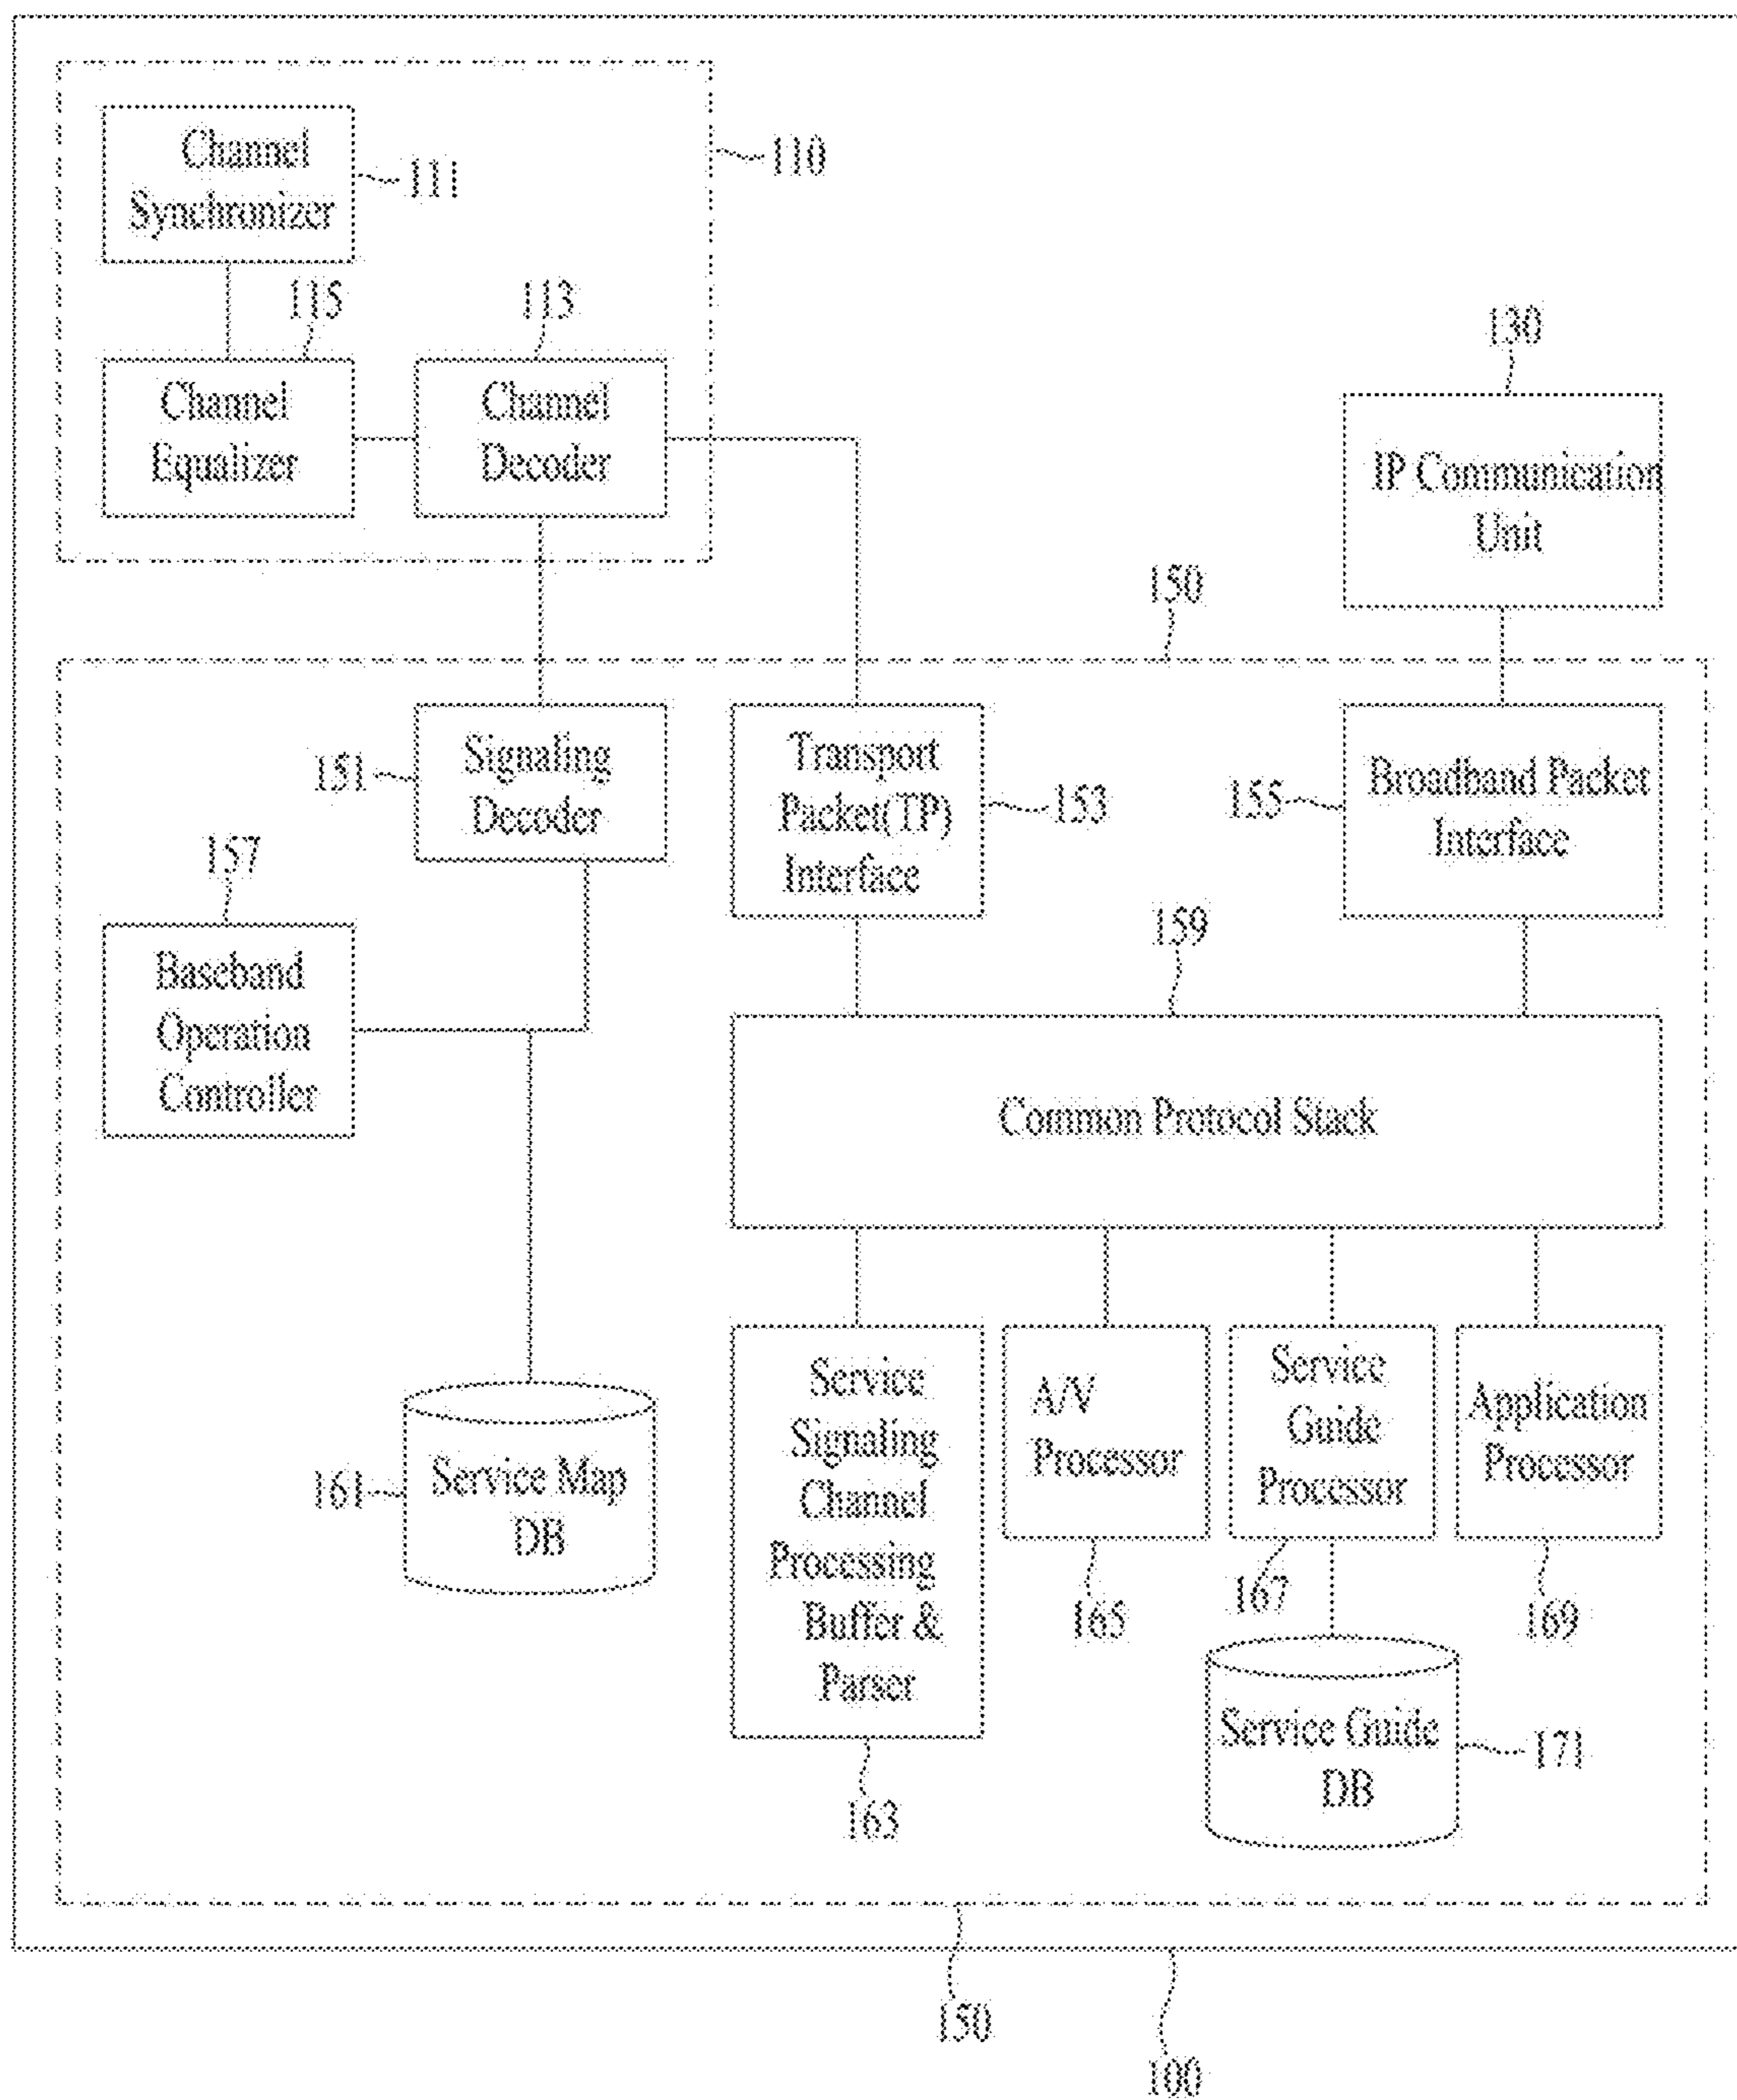 Channel
Synchronizer
111
110
115
113
Channel
Equalizer
Channel
Decoder
130
IP Communication
Unit
150
151
Signaling
Decoder
Transport
Packet(TP)
Interface
153
155
Broadband Packet
Interface
157
Baseband
Operation
Controller
159
Common Protocol Stack
161
Service Map
DB
Service
Signaling
Channel
Processing
Buffer &
Parser
163
A/V
Processor
165
Service
Guide
Processor
167
Application
Processor
169
Service Guide
DB
171
150
100